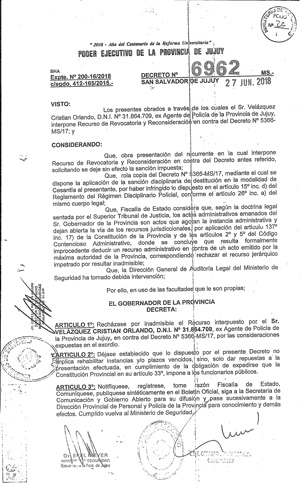 "2018 - Año del Centenario de la Reforma Universitaria"
PODER EJECUTIVO DE LA PROVINCIA DE JUJUY
Expte. Nº 200-16/2018
c/agdo. 412-165/2015.-
DECRETO Nº 6962 MS.-
SAN SALVADOR DE JUJUY 27 JUN. 2018
VISTO:
Los presentes obrados a través de los cuales el Sr. Velázquez
Cristian Orlando, D.N.I. Nº 31.864.709, ex Agente de Policía de la Provincia de Jujuy,
interpone Recurso de Revocatoria y Reconsideración en contra del Decreto Nº 5366-
MS/17; y
CONSIDERANDO:
Que, obra presentación del recurrente en la cual interpone
Recurso de Revocatoria y Reconsideración en contra del Decreto antes referido,
solicitando se deje sin efecto la sanción impuesta;
Que, rola copia del Decreto Nº 5366-MS/17, mediante el cual se
dispone la aplicación de la sanción disciplinaria de destitución en la modalidad de
Cesantía al presentante, por haber infringido lo dispuesto en el artículo 15º inc. d)
del Reglamento del Régimen Disciplinario Policial, conforme el artículo 26º inc. a) del
mismo cuerpo legal;
Que, Fiscalía de Estado considera que, según la doctrina legal
sentada por el Superior Tribunal de Justicia, los actos administrativos emanados del
Sr. Gobernador de la Provincia son actos que agotan la instancia administrativa y
dejan abierta la vía de los recursos jurisdiccionales, por aplicación del artículo 137º
inc. 17) de la Constitución de la Provincia y de los artículos 2º y 5º del Código
Contencioso Administrativo, donde se concluye que resulta formalmente
improcedente deducir un recurso administrativo en contra de un acto emitido por la
máxima autoridad de la Provincia, correspondiendo rechazar el recurso jerárquico
impetrado por resultar inadmisible;
Que, la Dirección General de Auditoría Legal del Ministerio de
Seguridad ha tomado debida intervención;
Por ello, en uso de las facultades que le son propias;
EL GOBERNADOR DE LA PROVINCIA
DECRETA:
ARTICULO 1º: Rechazase por inadmisible el Recurso interpuesto por el Sr.
VELÁZQUEZ CRISTIAN ORLANDO, D.N.I. Nº 31.864.709, ex Agente de Policía de
la Provincia de Jujuy, en contra del Decreto Nº 5366-MS/17, por las consideraciones
expuestas en el exordio.
ARTICULO 2º: Déjase establecido que lo dispuesto por el presente Decreto no
implica rehabilitar instancias y/o plazos vencidos, sino, solo dar repuestas a la
presentación efectuada, en cumplimiento de la obligación de expedirse que la
Constitución Provincial en su artículo 33º, impone a los funcionarios públicos.
ARTÍCULO 3º: Notifíquese, regístrese, tome razón Fiscalía de Estado,
Comuníquese, publíquese sintéticamente en el Boletín Oficial, siga a la Secretaría de
Comunicación y Gobierno Abierto para su difusión y pase sucesivamente a la
Dirección Provincial de Personal y Policía de la Provincia para conocimiento y demás
efectos. Cumplido vuelva al Ministerio de Seguridad.
MEYER